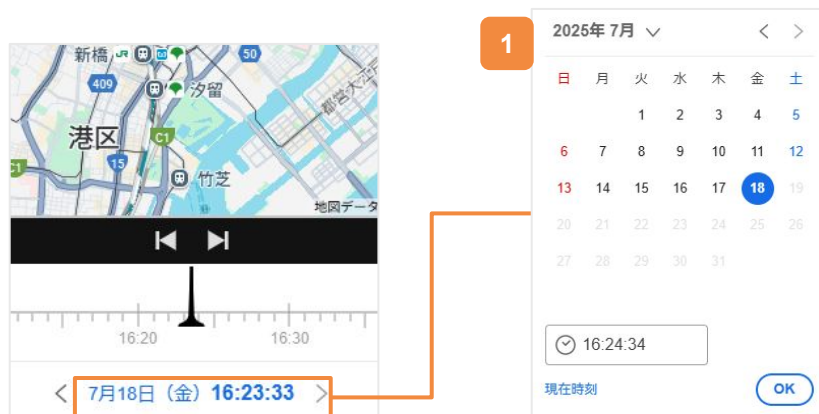 新橋 JR
50
409
汐留
都営大江戸
港区
C1
C1
15
竹芝
地図データ
16:20 16:30
< 7月18日（金）16:23:33 >
1
2025年 7月
< >
日 月 火 水 木 金 土
1 2 3 4 5
6 7 8 9 10 11 12
13 14 15 16 17 18 19
20 21 22 23 24 25 26
27 28 29 30 31
16:24:34
現在時刻 OK